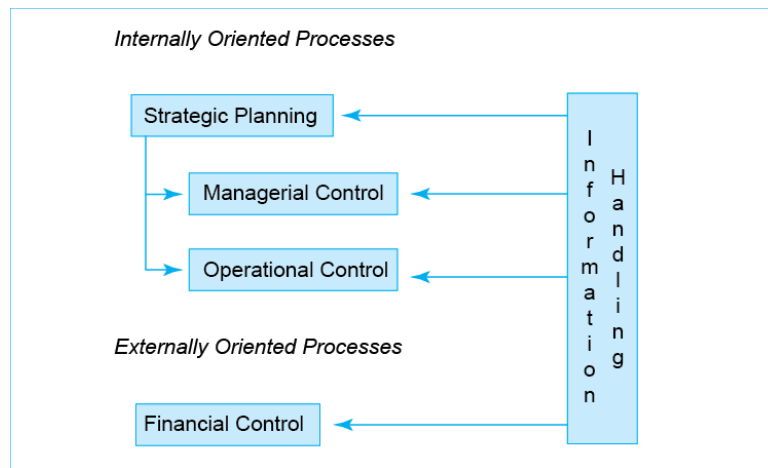 Internally Oriented Processes
Strategic Planning
Managerial Control
Operational Control
Externally Oriented Processes
Financial Control
Information
Handling